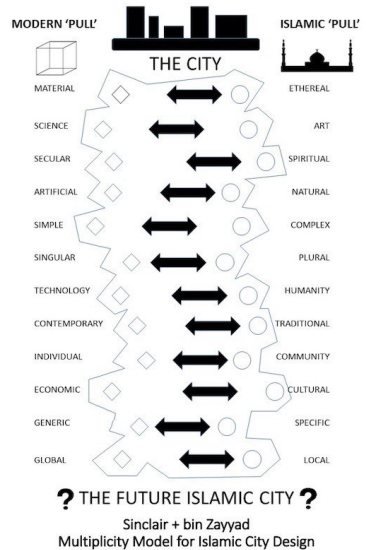 MODERN 'PULL' ISLAMIC 'PULL'
THE CITY
MATERIAL ETHEREAL
SCIENCE ART
SECULAR SPIRITUAL
ARTIFICIAL NATURAL
SIMPLE COMPLEX
SINGULAR PLURAL
TECHNOLOGY HUMANITY
CONTEMPORARY TRADITIONAL
INDIVIDUAL COMMUNITY
ECONOMIC CULTURAL
GENERIC SPECIFIC
GLOBAL LOCAL
? THE FUTURE ISLAMIC CITY ?
Sinclair + bin Zayyad
Multiplicity Model for Islamic City Design